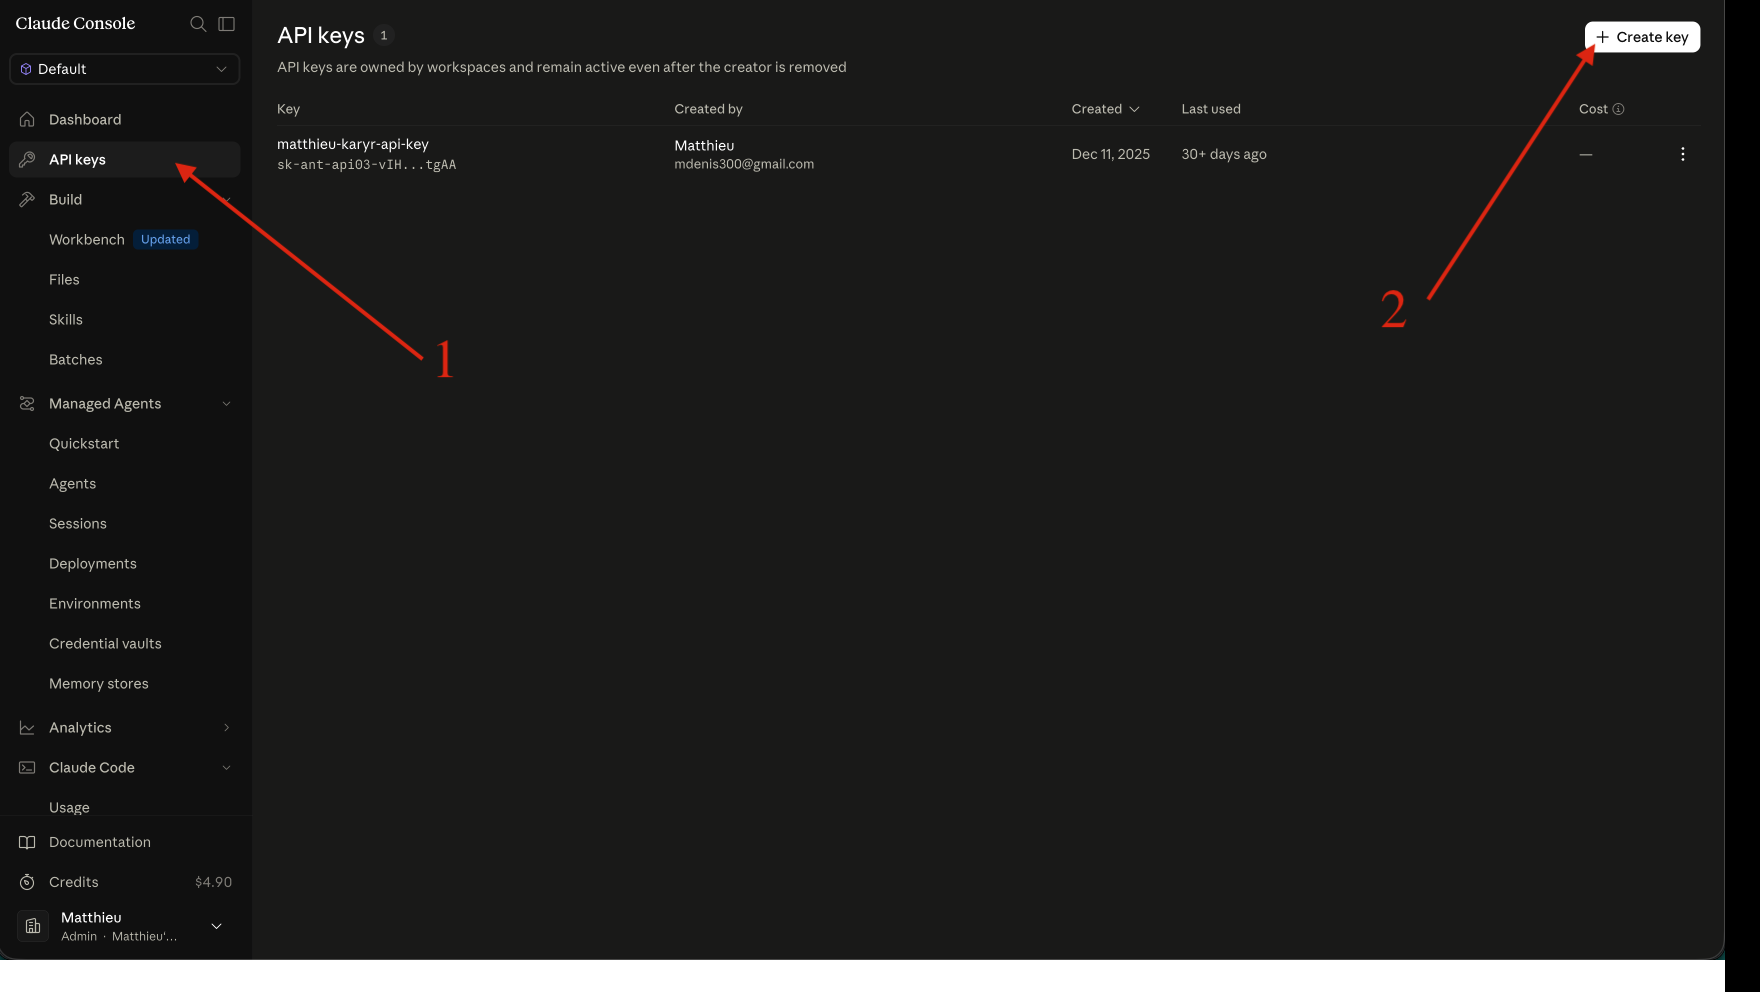 Claude Console
Default
Dashboard
API keys
Build
Workbench Updated
Files
Skills
Batches
Managed Agents
Quickstart
Agents
Sessions
Deployments
Environments
Credential vaults
Memory stores
Analytics
Claude Code
Usage
Documentation
Credits $4.90
Matthieu
Admin · Matthieu'...
API keys 1
+ Create key
API keys are owned by workspaces and remain active even after the creator is removed
Key Created by Created Last used Cost
matthieu-karyr-api-key Matthieu Dec 11, 2025 30+ days ago —
sk-ant-api03-vIH...tgAA mdenis300@gmail.com
1
2